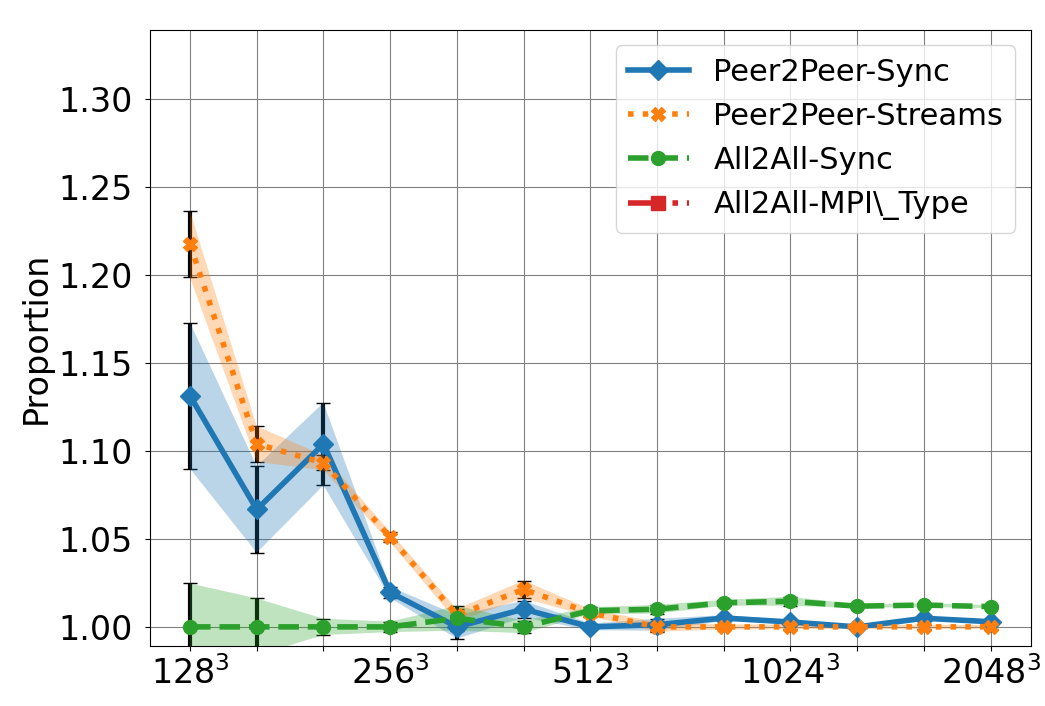 Peer2Peer-Sync
Peer2Peer-Streams
All2All-Sync
All2All-MPI\_Type
Proportion
1.30
1.25
1.20
1.15
1.10
1.05
1.00
128³ 256³ 512³ 1024³ 2048³